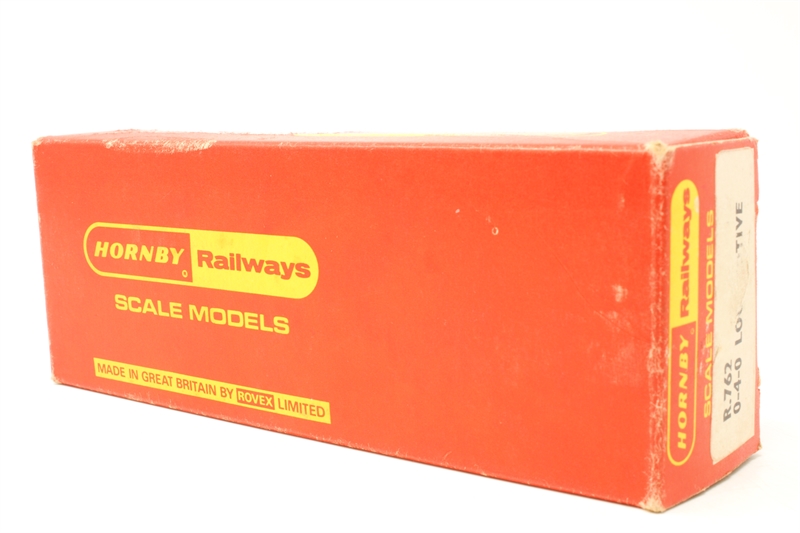 HORNBY Railways
SCALE MODELS
MADE IN GREAT BRITAIN BY ROVEX LIMITED
HORNBY Railways
SCALE MODELS
R.762
0-4-0